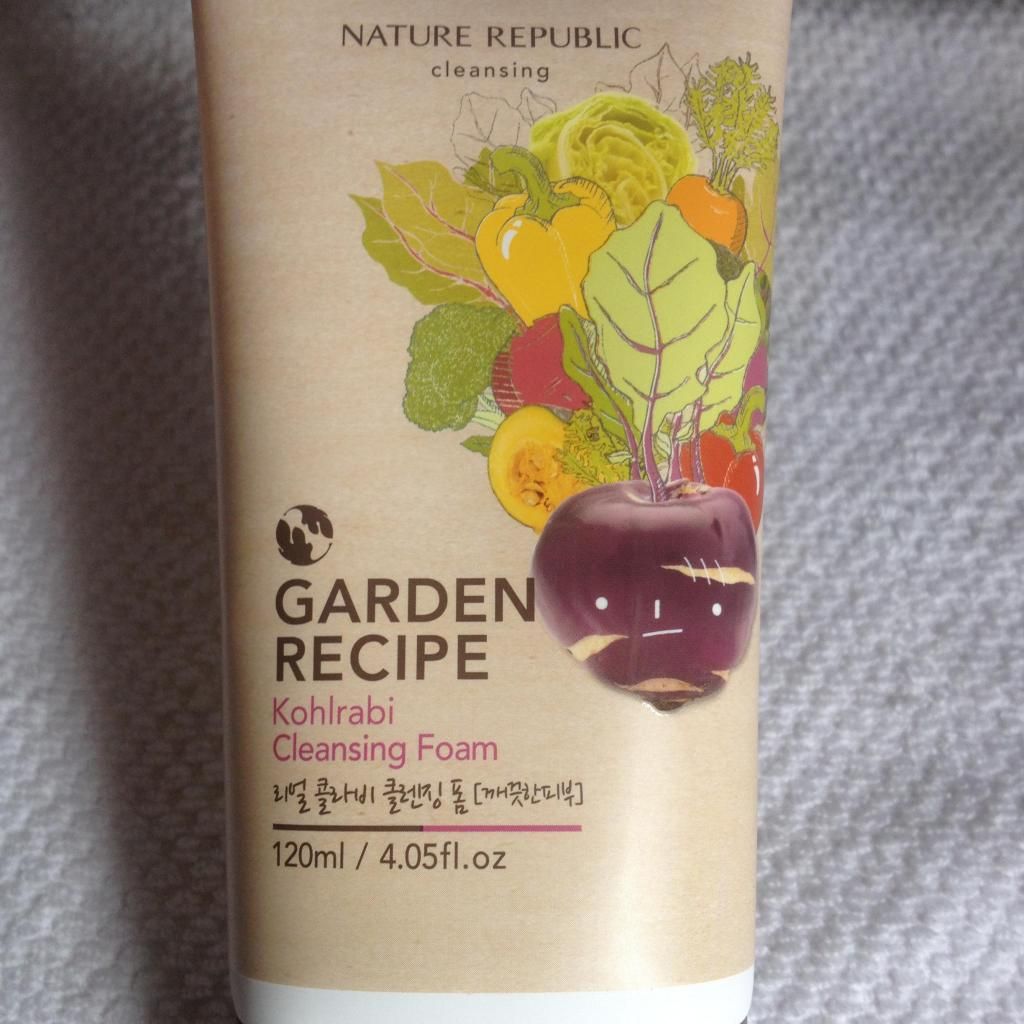 NATURE REPUBLIC
cleansing
GARDEN
RECIPE
Kohlrabi
Cleansing Foam
리얼 콜라비 클렌징 폼 [깨끗한피부]
120ml / 4.05fl.oz